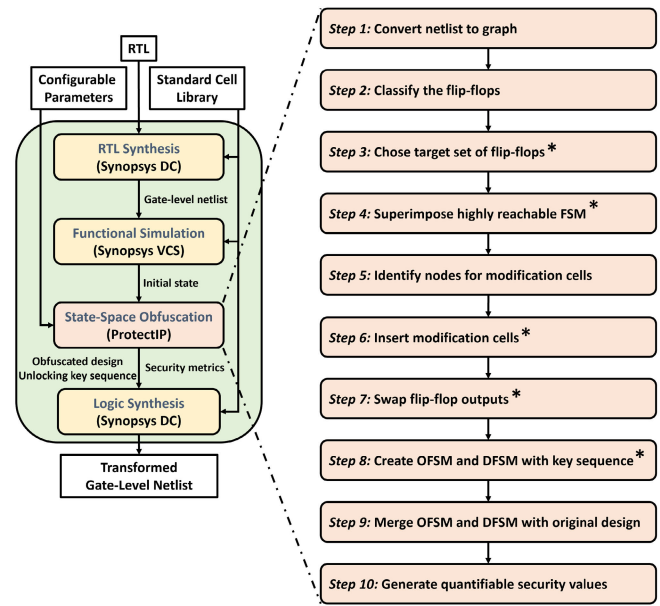 RTL
Configurable
Parameters
Standard Cell
Library
RTL Synthesis
(Synopsys DC)
Gate-level netlist
Functional Simulation
(Synopsys VCS)
Initial state
State-Space Obfuscation
(ProtectIP)
Obfuscated design
Unlocking key sequence
Security metrics
Logic Synthesis
(Synopsys DC)
Transformed
Gate-Level Netlist
Step 1: Convert netlist to graph
Step 2: Classify the flip-flops
Step 3: Chose target set of flip-flops*
Step 4: Superimpose highly reachable FSM*
Step 5: Identify nodes for modification cells
Step 6: Insert modification cells*
Step 7: Swap flip-flop outputs*
Step 8: Create OFSM and DFSM with key sequence*
Step 9: Merge OFSM and DFSM with original design
Step 10: Generate quantifiable security values